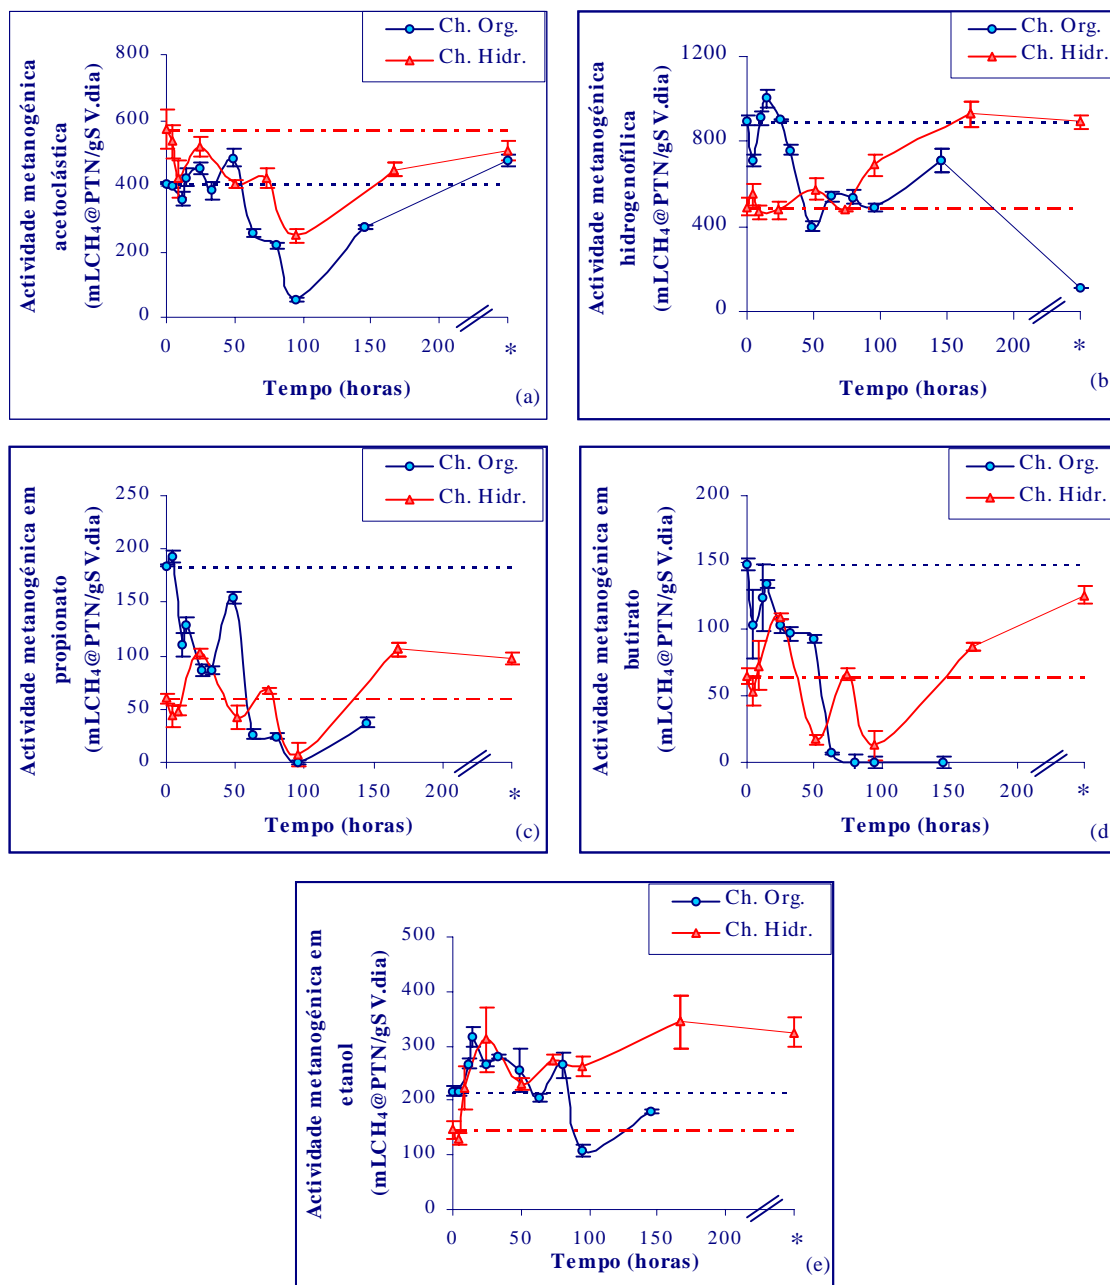 Ch. Org.
Ch. Hidr.
Actividade metanogénica
acetoclástica
(mLCH4@PTN/gSV.dia)
800
600
400
200
0
0 50 100 150 200 *
Tempo (horas)
(a)
Ch. Org.
Ch. Hidr.
Actividade metanogénica
hidrogenofílica
(mLCH4@PTN/gSV.dia)
1200
800
400
0
0 50 100 150 200 *
Tempo (horas)
(b
Ch. Org.
Ch. Hidr.
Actividade metanogénica em
propionato
(mLCH4@PTN/gSV.dia)
250
200
150
100
50
0
0 50 100 150 200 *
Tempo (horas)
(c)
Ch. Org.
Ch. Hidr.
Actividade metanogénica em
butirato
(mLCH4@PTN/gSV.dia)
200
150
100
50
0
0 50 100 150 200 *
Tempo (horas)
(d
Ch. Org.
Ch. Hidr.
Actividade metanogénica em
etanol
(mLCH4@PTN/gSV.dia)
500
400
300
200
100
0
0 50 100 150 200 *
Tempo (horas)
(e)